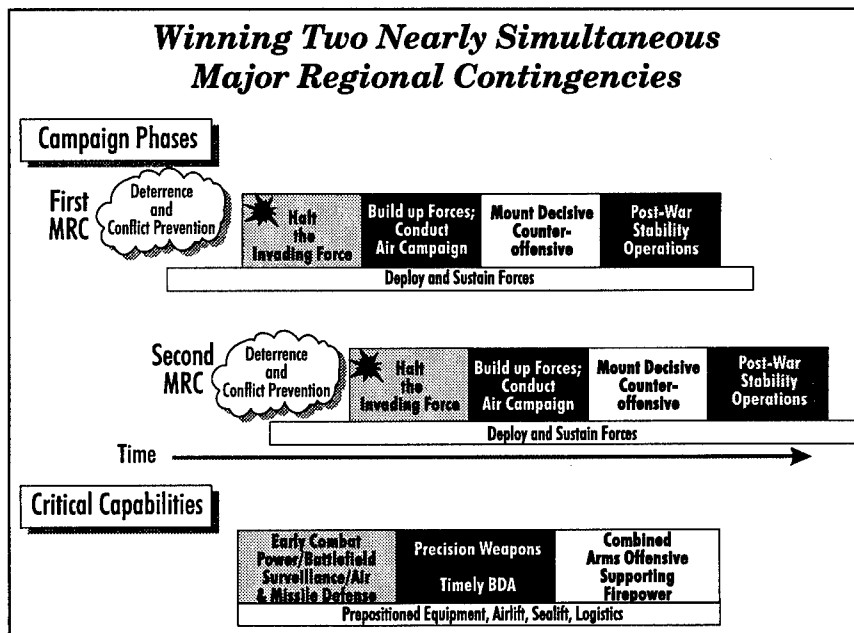 Winning Two Nearly Simultaneous
Major Regional Contingencies
Campaign Phases
First
MRC
Deterrence
and
Conflict Prevention
Halt
the
Invading Force
Build up Forces;
Conduct
Air Campaign
Mount Decisive
Counter-
offensive
Post-War
Stability
Operations
Deploy and Sustain Forces
Second
MRC
Deterrence
and
Conflict Prevention
Halt
the
Invading Force
Build up Forces;
Conduct
Air Campaign
Mount Decisive
Counter-
offensive
Post-War
Stability
Operations
Deploy and Sustain Forces
Time
Critical Capabilities
Early Combat
Power/Battlefield
Surveillance/Air
& Missile Defense
Precision Weapons
Timely BDA
Combined
Arms Offensive
Supporting
Firepower
Prepositioned Equipment, Airlift, Sealift, Logistics